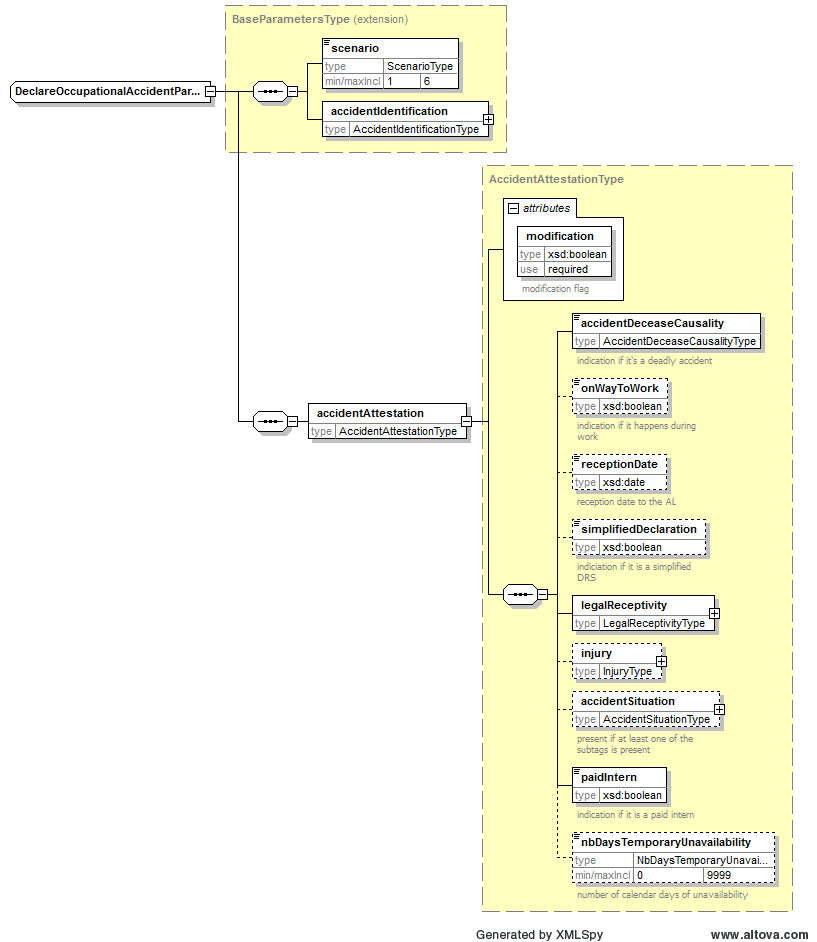 BaseParametersType (extension)
scenario
type ScenarioType
min/maxIncl 1 6
DeclareOccupationalAccidentPar...
accidentIdentification
type AccidentIdentificationType
AccidentAttestationType
attributes
modification
type xsd:boolean
use required
modification flag
accidentDeceaseCausality
type AccidentDeceaseCausalityType
indication if it's a deadly accident
onWayToWork
type xsd:boolean
indication if it happens during
work
accidentAttestation
type AccidentAttestationType
receptionDate
type xsd:date
reception date to the AL
simplifiedDeclaration
type xsd:boolean
indiciation if it is a simplified
DRS
legalReceptivity
type LegalReceptivityType
injury
type InjuryType
accidentSituation
type AccidentSituationType
present if at least one of the
subtags is present
paidIntern
type xsd:boolean
indication if it is a paid intern
nbDaysTemporaryUnavailability
type NbDaysTemporaryUnavai...
min/maxIncl 0 9999
number of calendar days of unavailability
Generated by XMLSpy www.altova.com